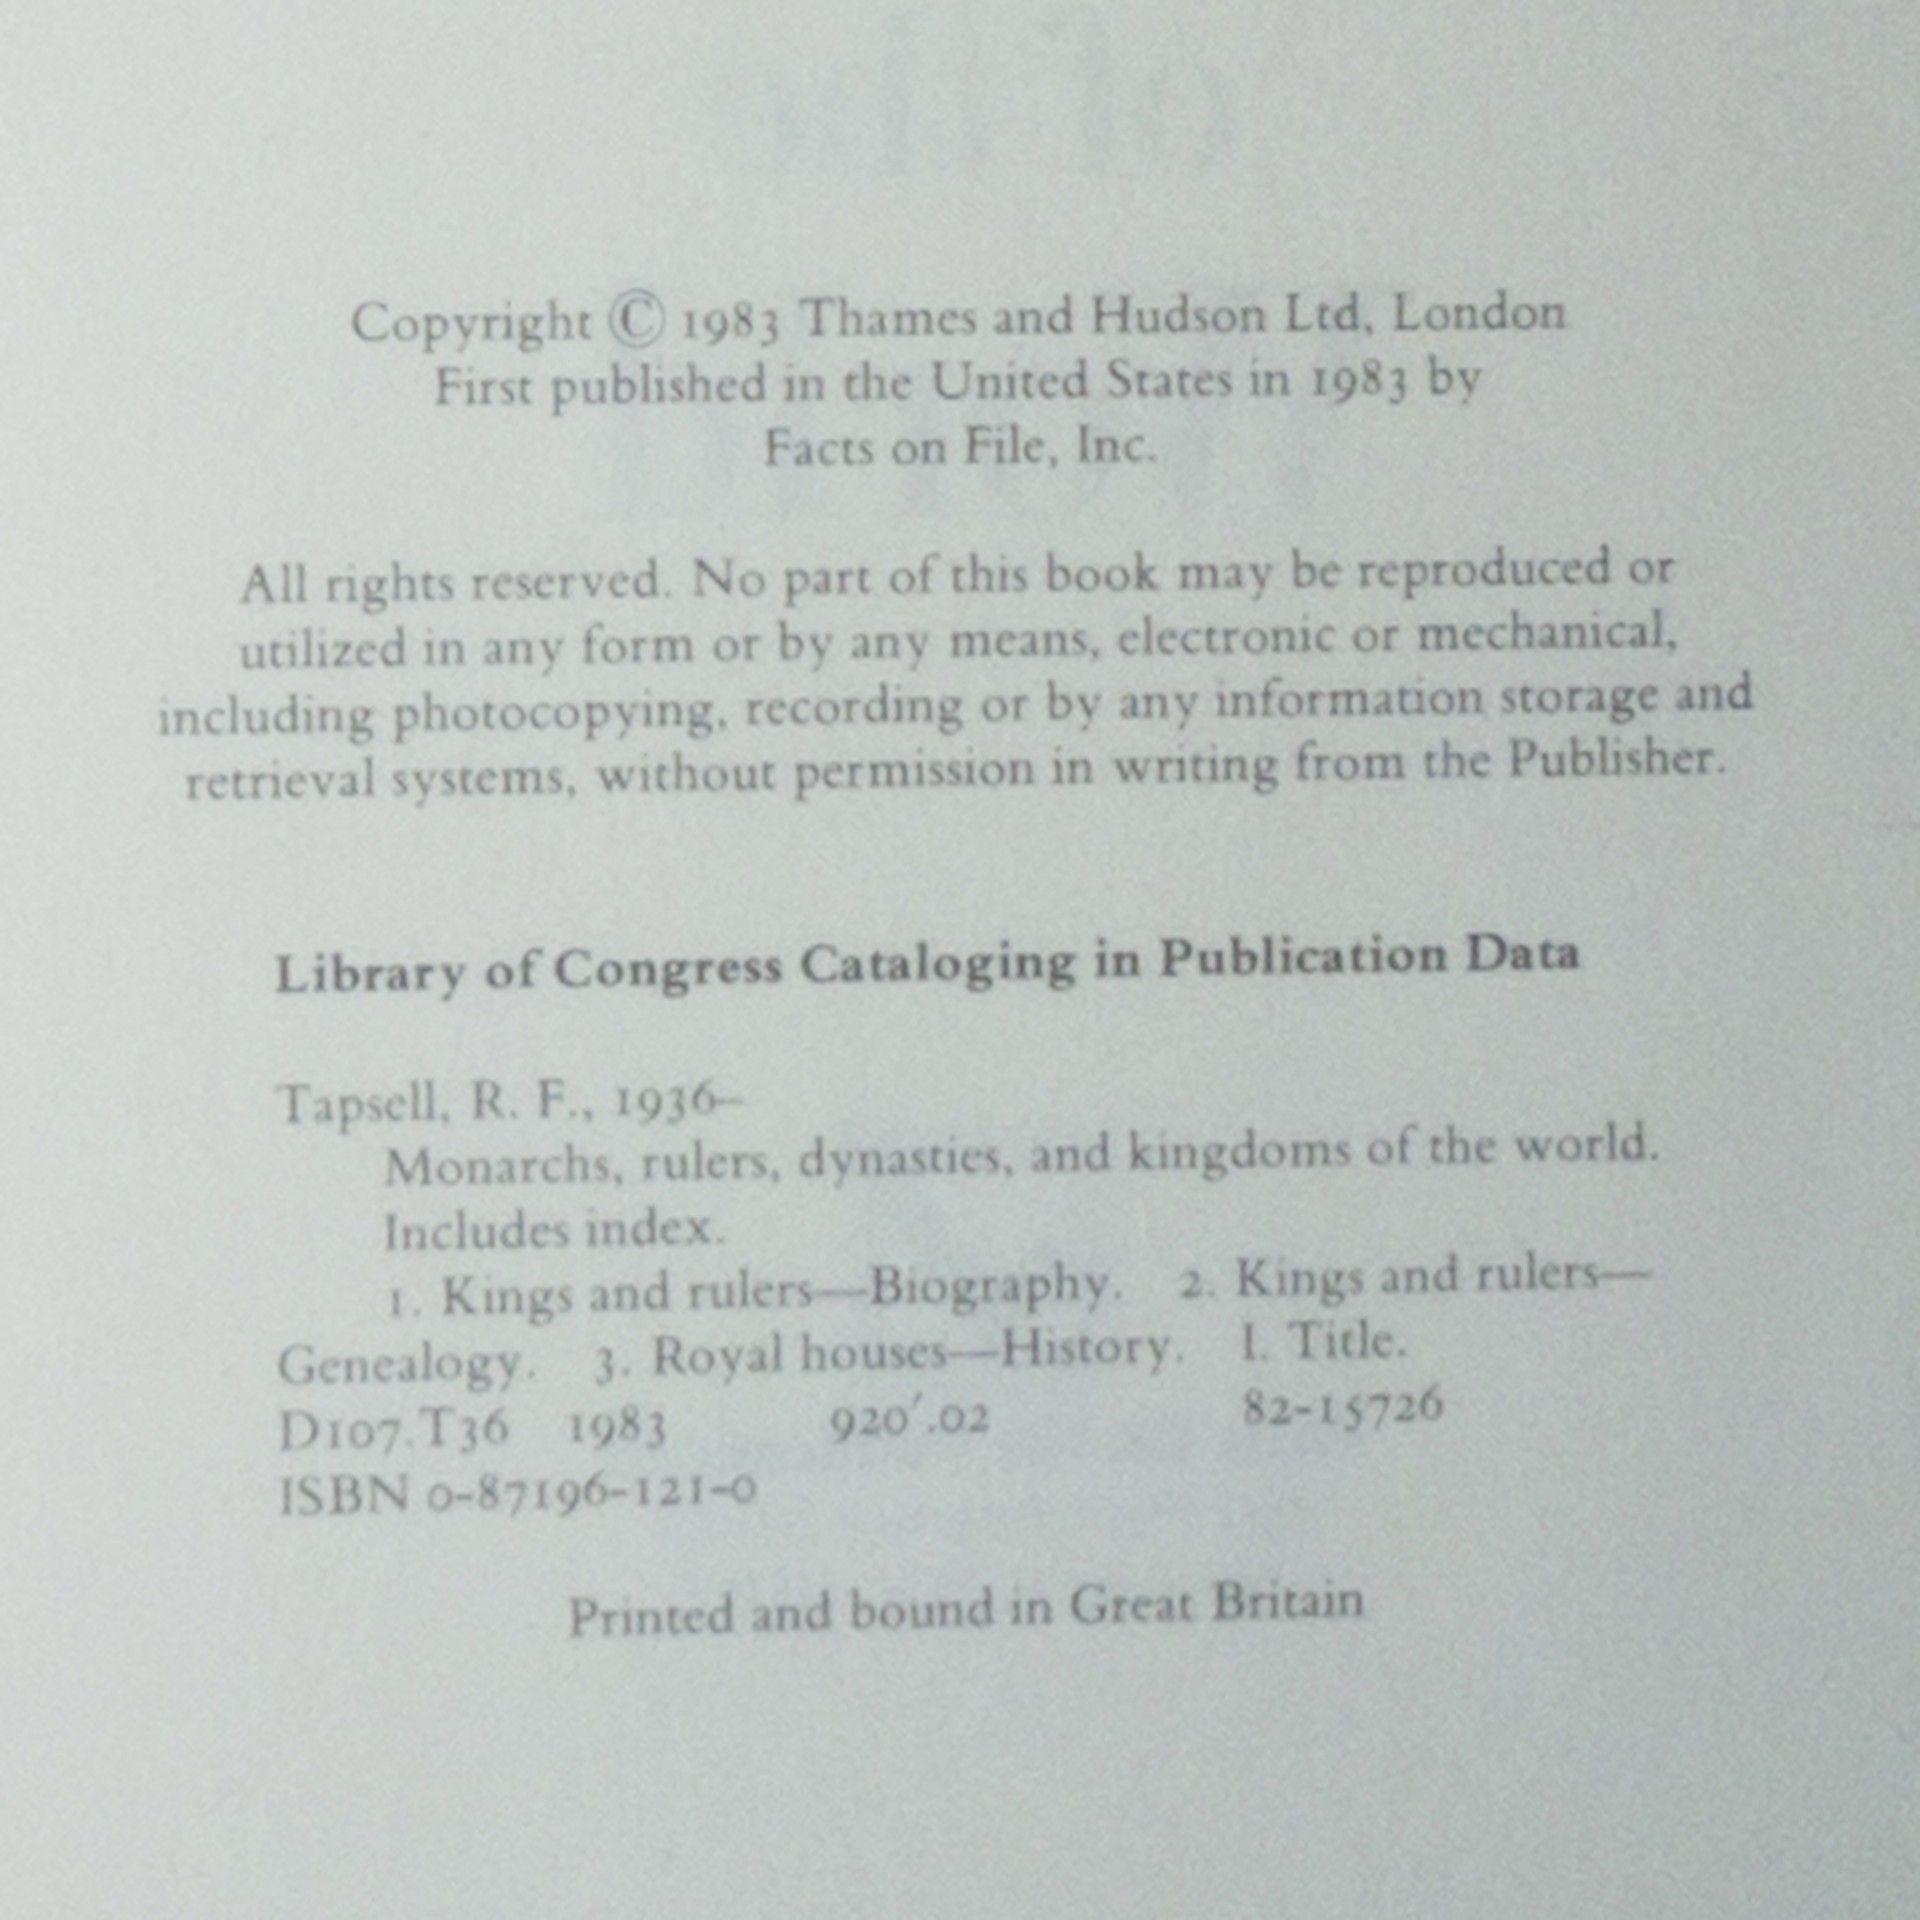 Copyright © 1983 Thames and Hudson Ltd, London
First published in the United States in 1983 by
Facts on File, Inc.
All rights reserved. No part of this book may be reproduced or
utilized in any form or by any means, electronic or mechanical,
including photocopying, recording or by any information storage and
retrieval systems, without permission in writing from the Publisher.
Library of Congress Cataloging in Publication Data
Tapsell, R. F., 1936–
Monarchs, rulers, dynasties, and kingdoms of the world.
Includes index.
1. Kings and rulers—Biography. 2. Kings and rulers—
Genealogy. 3. Royal houses—History. I. Title.
D107.T36 1983 920′.02 82-15726
ISBN 0-87196-121-0
Printed and bound in Great Britain